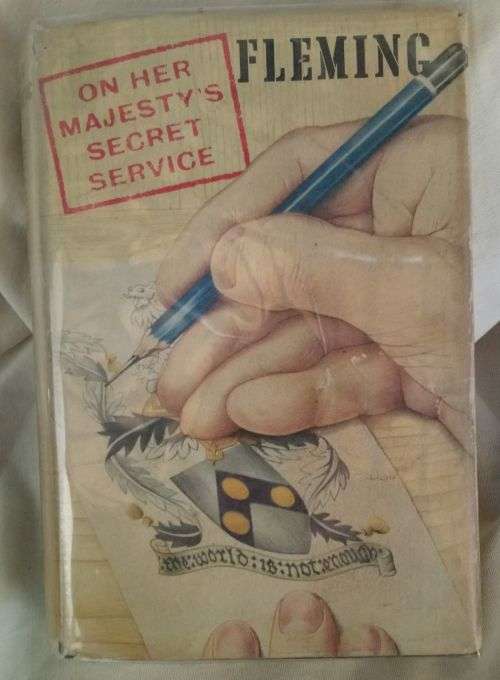 FLEMING
ON HER
MAJESTY'S
SECRET
SERVICE
the:world:is:not:enough